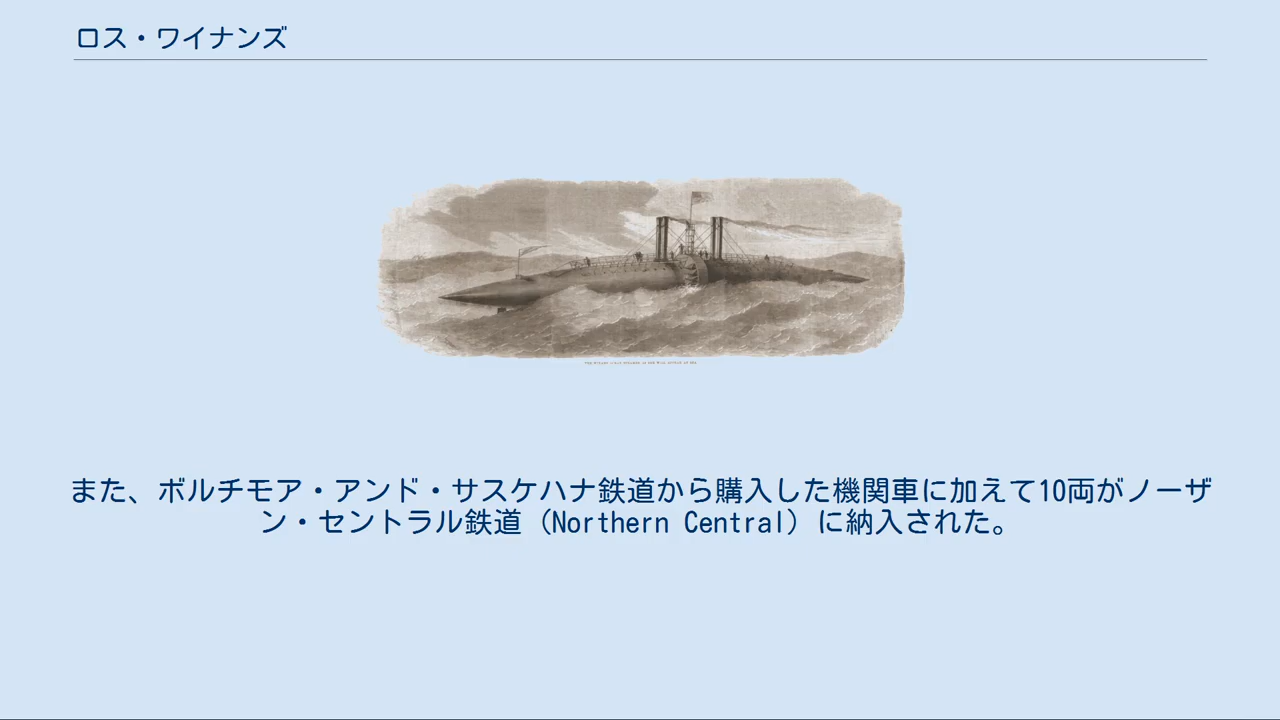 ロス・ワイナンズ
また、ボルチモア・アンド・サスケハナ鉄道から購入した機関車に加えて10両がノーザ
ン・セントラル鉄道（Northern Central）に納入された。